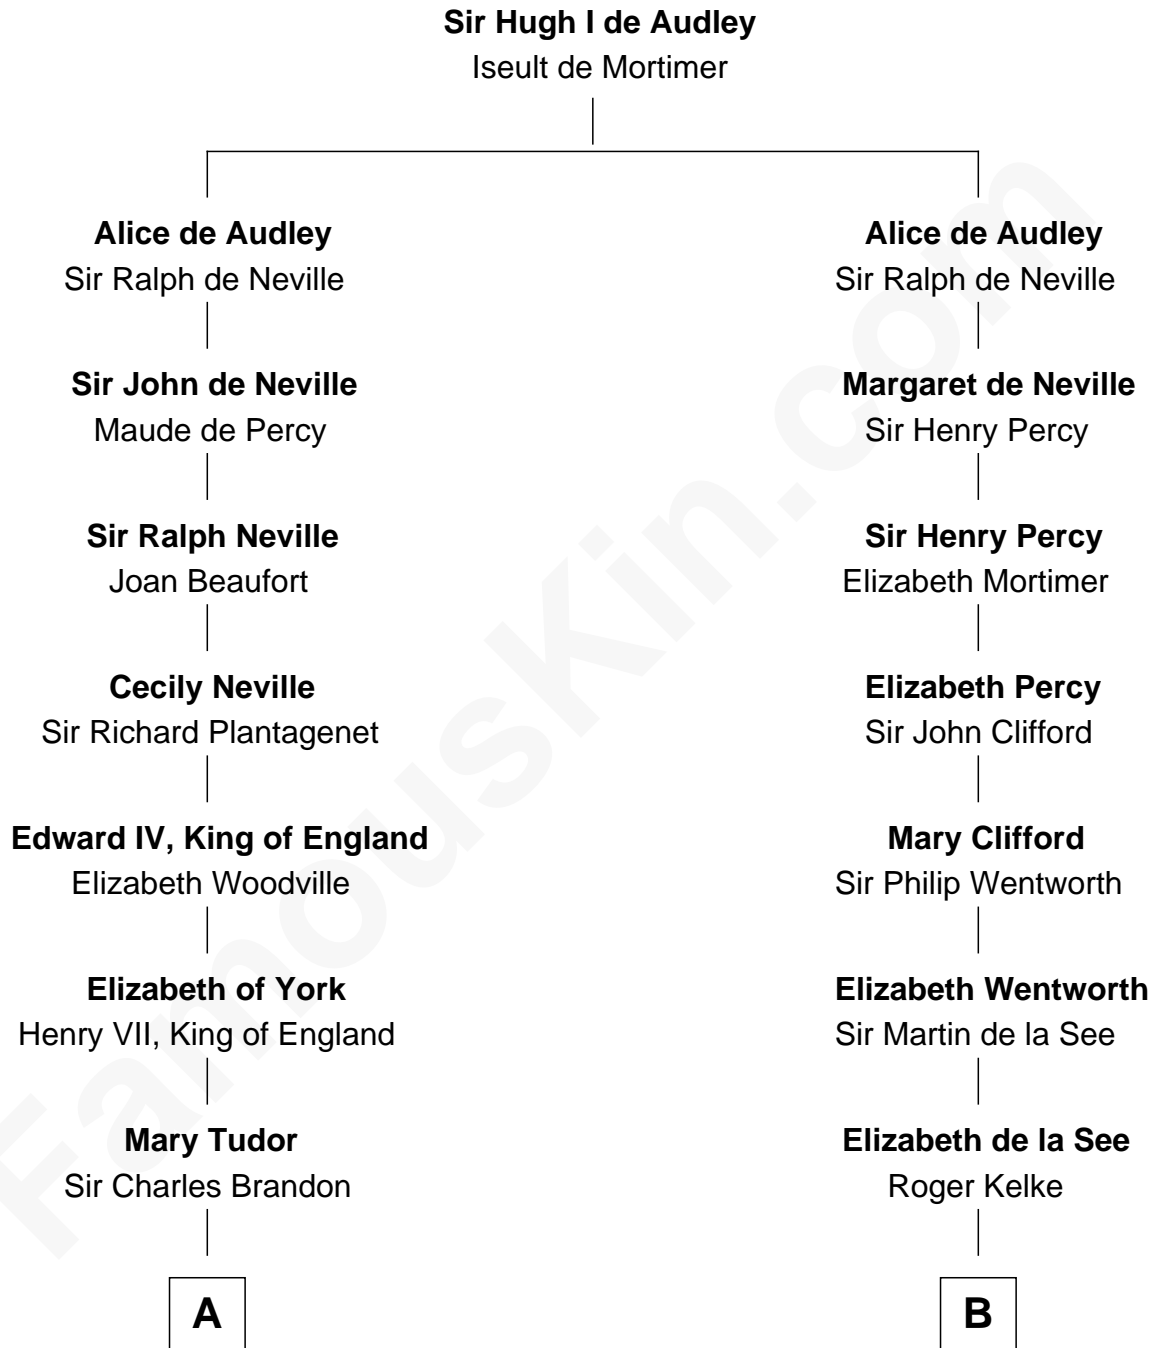 Sir Hugh I de Audley
Iseult de Mortimer
Alice de Audley
Sir Ralph de Neville
Alice de Audley
Sir Ralph de Neville
Sir John de Neville
Maude de Percy
Margaret de Neville
Sir Henry Percy
Sir Ralph Neville
Joan Beaufort
Sir Henry Percy
Elizabeth Mortimer
Cecily Neville
Sir Richard Plantagenet
Elizabeth Percy
Sir John Clifford
Edward IV, King of England
Elizabeth Woodville
Mary Clifford
Sir Philip Wentworth
Elizabeth of York
Henry VII, King of England
Elizabeth Wentworth
Sir Martin de la See
Mary Tudor
Sir Charles Brandon
Elizabeth de la See
Roger Kelke
A
B
FamousKin.com